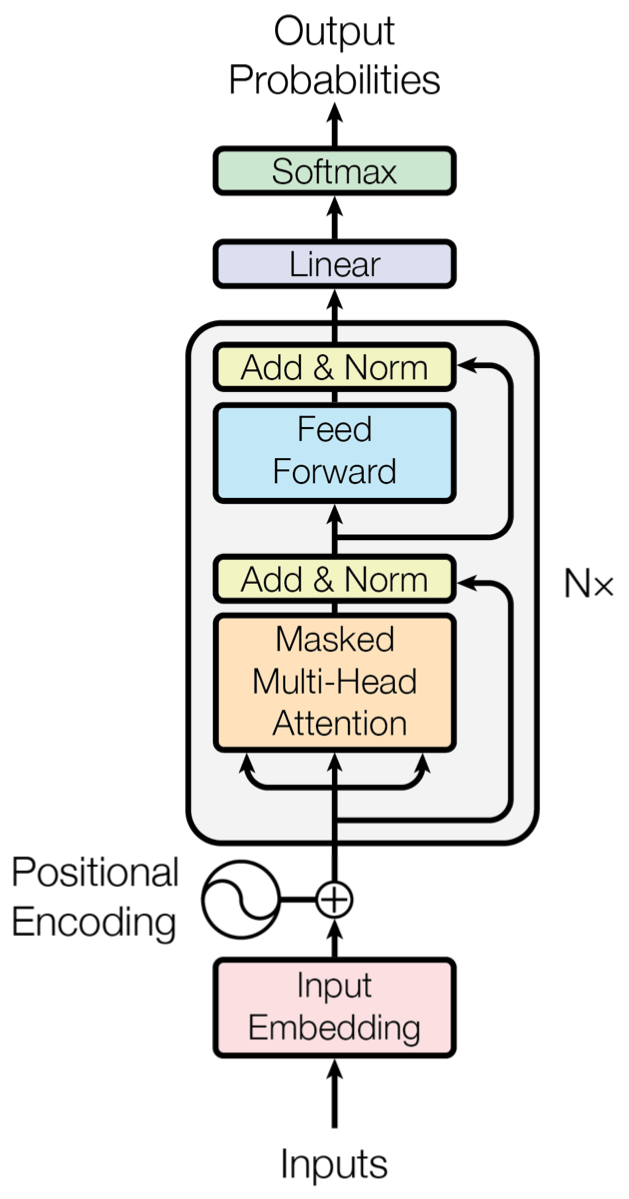 Output
Probabilities
Softmax
Linear
Add & Norm
Feed
Forward
Add & Norm
Nx
Masked
Multi-Head
Attention
Positional
Encoding
Input
Embedding
Inputs